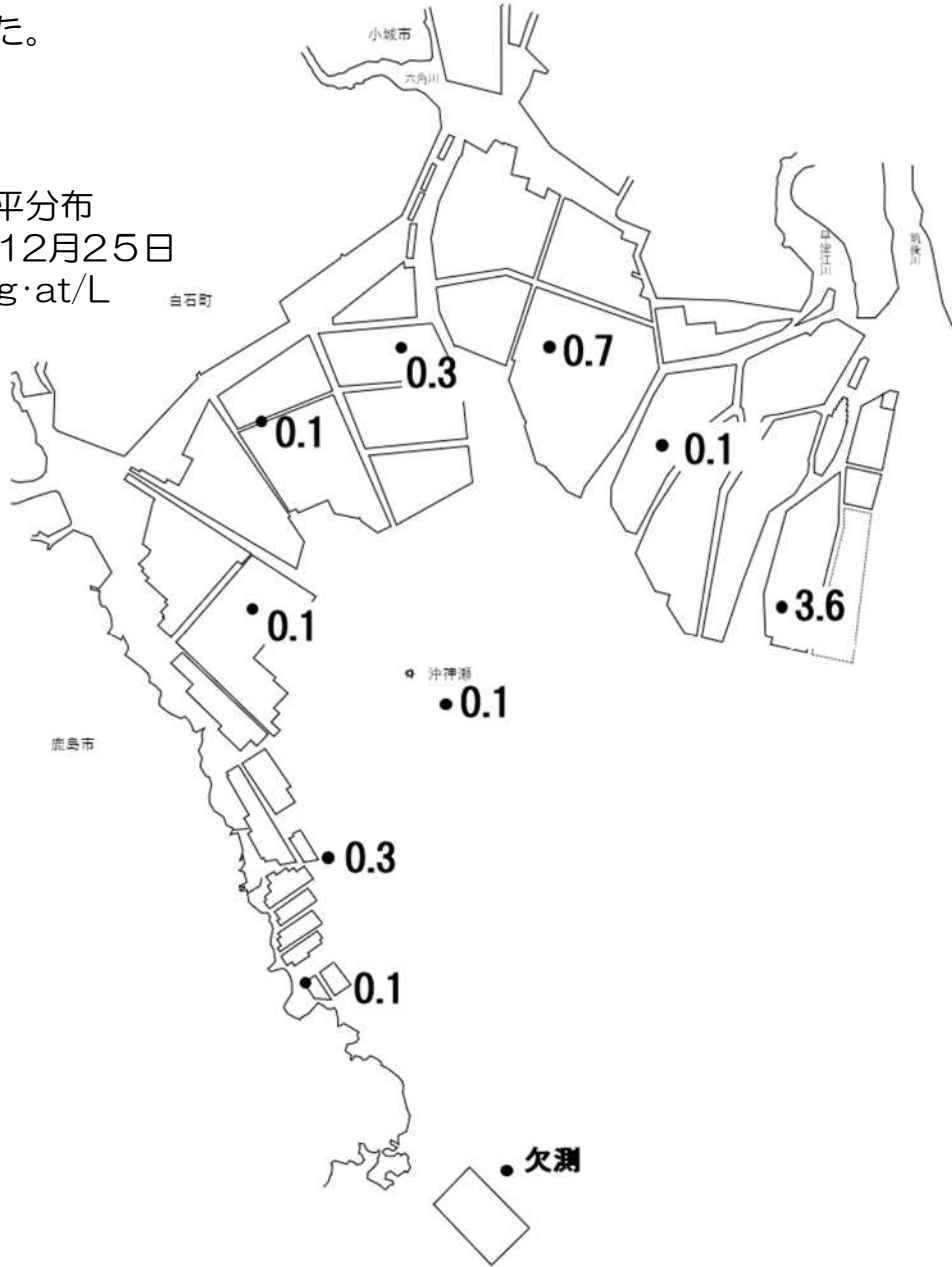 た。
小城市
六角川
平分布
12月25日
g·at/L
早津江川
筑後川
白石町
0.7
0.3
0.1
0.1
3.6
0.1
沖神瀬
0.1
鹿島市
0.3
0.1
欠測